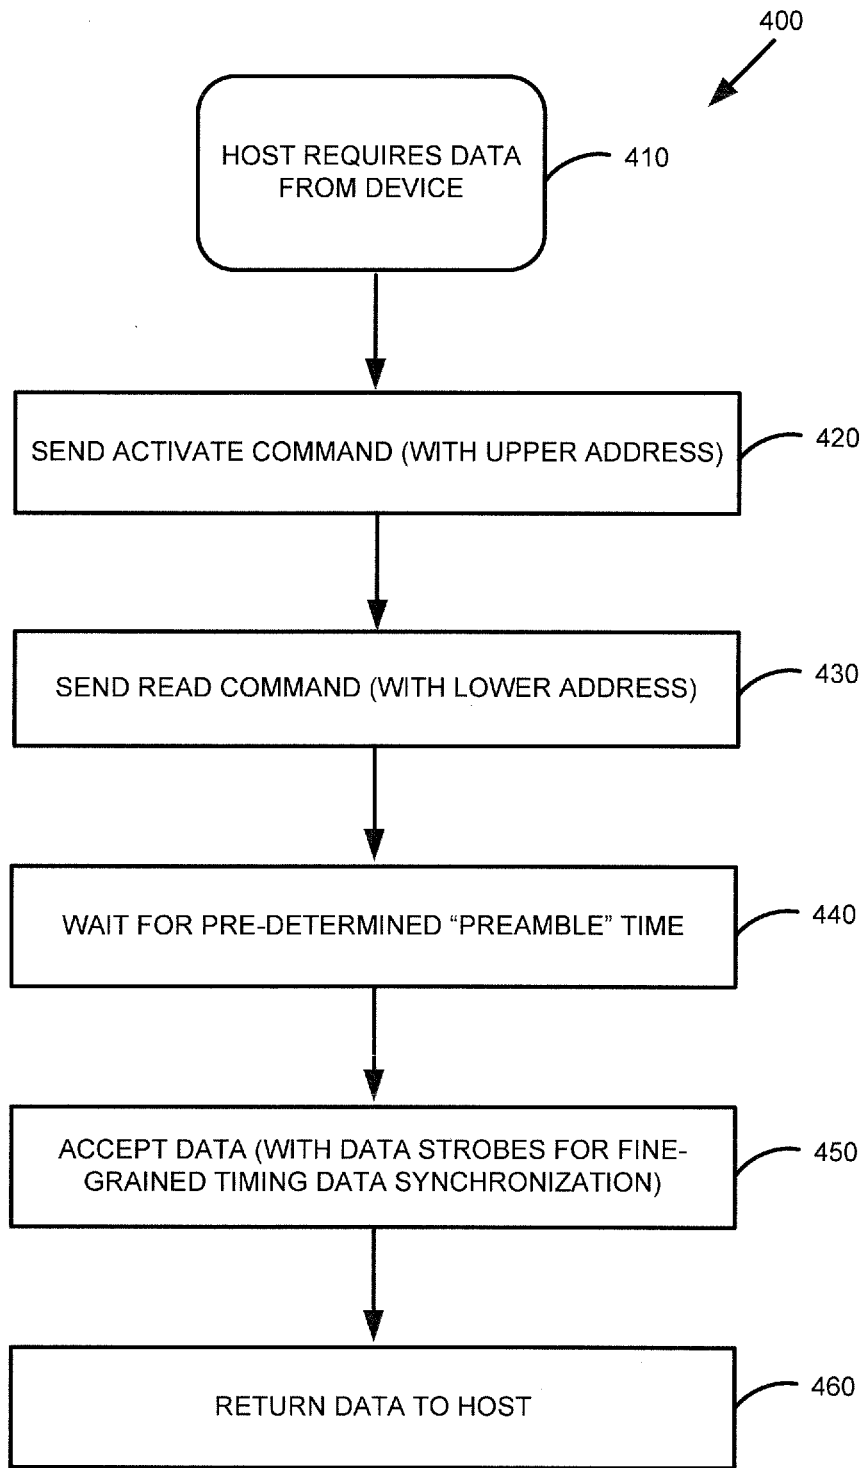 400
HOST REQUIRES DATA
FROM DEVICE
410
SEND ACTIVATE COMMAND (WITH UPPER ADDRESS)
420
SEND READ COMMAND (WITH LOWER ADDRESS)
430
WAIT FOR PRE-DETERMINED “PREAMBLE” TIME
440
ACCEPT DATA (WITH DATA STROBES FOR FINE-
GRAINED TIMING DATA SYNCHRONIZATION)
450
RETURN DATA TO HOST
460